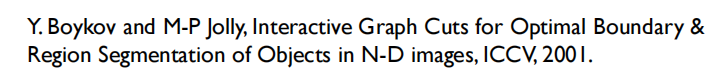 Y. Boykov and M-P Jolly, Interactive Graph Cuts for Optimal Boundary &
Region Segmentation of Objects in N-D images, ICCV, 2001.